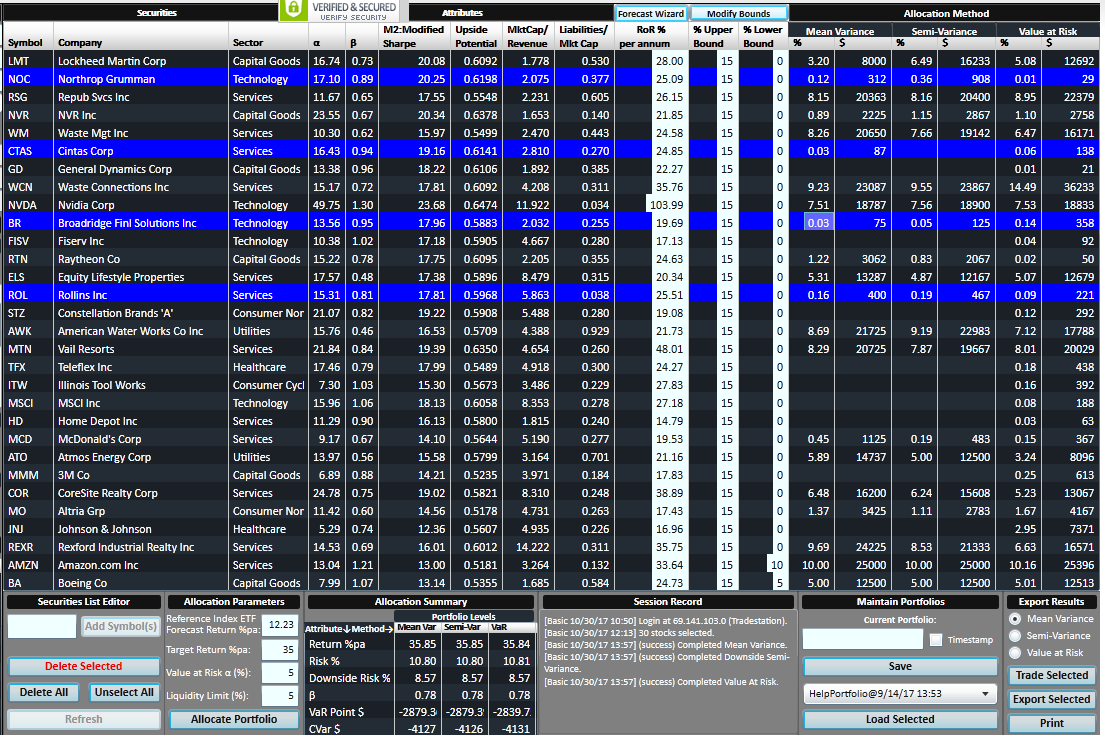 Securities VERIFIED & SECURED VERIFY SECURITY Attributes Forecast Wizard Modify Bounds Allocation Method
Symbol Company Sector α β M2:Modified Sharpe Upside Potential MktCap/ Revenue Liabilities/ Mkt Cap RoR % per annum % Upper Bound % Lower Bound Mean Variance % $ Semi-Variance % $ Value at Risk % $
LMT Lockheed Martin Corp Capital Goods 16.74 0.73 20.08 0.6092 1.778 0.530 28.00 15 0 3.20 8000 6.49 16233 5.08 12692
NOC Northrop Grumman Technology 17.10 0.89 20.25 0.6198 2.075 0.377 25.09 15 0 0.12 312 0.36 908 0.01 29
RSG Repub Svcs Inc Services 11.67 0.65 17.55 0.5548 2.231 0.605 26.15 15 0 8.15 20363 8.16 20400 8.95 22379
NVR NVR Inc Capital Goods 23.55 0.67 20.34 0.6378 1.653 0.140 21.85 15 0 0.89 2225 1.15 2867 1.10 2758
WM Waste Mgt Inc Services 10.30 0.62 15.97 0.5499 2.470 0.443 24.58 15 0 8.26 20650 7.66 19142 6.47 16171
CTAS Cintas Corp Services 16.43 0.94 19.16 0.6141 2.810 0.270 24.85 15 0 0.03 87 0.06 138
GD General Dynamics Corp Capital Goods 13.38 0.96 18.22 0.6106 1.892 0.385 22.27 15 0 0.01 21
WCN Waste Connections Inc Services 15.17 0.72 17.81 0.6092 4.208 0.311 35.76 15 0 9.23 23087 9.55 23867 14.49 36233
NVDA Nvidia Corp Technology 49.75 1.30 23.68 0.6474 11.922 0.034 103.99 15 0 7.51 18787 7.56 18900 7.53 18833
BR Broadridge Finl Solutions Inc Technology 13.56 0.95 17.96 0.5883 2.032 0.255 19.69 15 0 0.03 75 0.05 125 0.14 358
FISV Fiserv Inc Technology 10.38 1.02 17.18 0.5905 4.667 0.280 17.13 15 0 0.04 92
RTN Raytheo Co Capital Goods 15.22 0.78 17.75 0.6095 2.205 0.355 24.63 15 0 1.22 3062 0.83 2067 0.02 50
ELS Equity Lifestyle Properties Services 17.57 0.48 17.38 0.5896 8.479 0.315 20.34 15 0 5.31 13287 4.87 12167 5.07 12679
ROL Rollins Inc Services 15.31 0.81 17.81 0.5968 5.863 0.038 25.51 15 0 0.16 400 0.19 467 0.09 221
STZ Constellation Brands 'A' Consumer Nor 21.07 0.82 19.22 0.5908 5.488 0.280 19.08 15 0 0.12 292
AWK American Water Works Co Inc Utilities 15.76 0.46 16.53 0.5709 4.388 0.929 21.73 15 0 8.69 21725 9.19 22983 7.12 17788
MTN Vail Resorts Services 21.84 0.84 19.39 0.6350 4.654 0.260 48.01 15 0 8.29 20725 7.87 19667 8.01 20029
TFX Teleflex Inc Healthcare 17.46 0.79 17.99 0.5489 4.918 0.300 24.27 15 0 0.18 438
ITW Illinois Tool Works Consumer Cycl 7.30 1.03 15.30 0.5673 3.486 0.229 27.83 15 0 0.16 392
MSCI MSCI Inc Technology 15.96 1.06 18.13 0.6058 8.353 0.278 27.18 15 0 0.08 188
HD Home Depot Inc Services 11.29 0.90 16.13 0.5800 1.815 0.240 14.79 15 0 0.03 63
MCD McDonald's Corp Services 9.17 0.67 14.10 0.5644 5.190 0.277 19.53 15 0 0.45 1125 0.19 483 0.15 367
ATO Atmos Energy Corp Utilities 13.97 0.56 15.58 0.5799 3.164 0.701 21.16 15 0 5.89 14737 5.00 12500 3.24 8096
MMM 3M Co Capital Goods 6.89 0.88 14.21 0.5235 3.971 0.184 17.83 15 0 0.25 613
COR CoreSite Realty Corp Services 24.78 0.75 19.02 0.5821 8.310 0.248 38.89 15 0 6.48 16200 6.24 15608 5.23 13067
MO Altria Grp Consumer Nor 11.42 0.60 14.56 0.5178 4.731 0.263 17.43 15 0 1.37 3425 1.11 2783 1.67 4167
JNJ Johnson & Johnson Healthcare 5.29 0.74 12.36 0.5607 4.935 0.226 16.96 15 0 2.95 7371
REXR Rexford Industrial Realty Inc Services 14.53 0.69 16.01 0.6012 14.222 0.311 35.75 15 0 9.69 24225 8.53 21333 6.63 16571
AMZN Amazon.com Inc Services 13.04 1.21 13.00 0.5181 3.264 0.132 33.64 15 10 10.00 25000 10.00 25000 10.16 25396
BA Boeing Co Capital Goods 7.99 1.07 13.14 0.5355 1.685 0.584 24.73 15 5 5.00 12500 5.00 12500 5.01 12513
Securities List Editor
Add Symbol(s)
Delete Selected
Delete All Unselect All
Refresh
Allocation Parameters
Reference Index ETF
Forecast Return %pa: 12.23
Target Return %pa: 35
Value at Risk α (%): 5
Liquidity Limit (%): 5
Allocate Portfolio
Allocation Summary
Portfolio Levels
Attribute↓Method→ Mean Var Semi-Var VaR
Return %pa 35.85 35.85 35.84
Risk % 10.80 10.80 10.81
Downside Risk % 8.57 8.57 8.57
β 0.78 0.78 0.78
VaR Point $ -2879.3 -2879.3 -2839.7
CVar $ -4127 -4126 -4131
Session Record
[Basic 10/30/17 10:50] Login at 69.141.103.0 (Tradestation).
[Basic 10/30/17 12:13] 30 stocks selected.
[Basic 10/30/17 13:57] (success) Completed Mean Variance.
[Basic 10/30/17 13:57] (success) Completed Downside Semi-
Variance.
[Basic 10/30/17 13:57] (success) Completed Value At Risk.
Maintain Portfolios
Current Portfolio:
Timestamp
Save
HelpPortfolio@9/14/17 13:53
Load Selected
Export Results
Mean Variance
Semi-Variance
Value at Risk
Trade Selected
Export Selected
Print